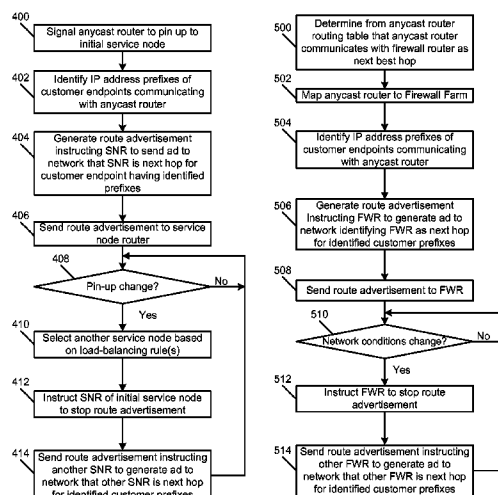 400
Signal anycast router to pin up to
initial service node
402
Identify IP address prefixes of
customer endpoints communicating
with anycast router
404
Generate route advertisement
instructing SNR to send ad to
network that SNR is next hop for
customer endpoint having identified
prefixes
406
Send route advertisement to service
node router
408
Pin-up change?
No
Yes
410
Select another service node based
on load-balancing rule(s)
412
Instruct SNR of initial service node
to stop route advertisement
414
Send route advertisement instructing
another SNR to generate ad to
network that other SNR is next hop
for identified customer prefixes
500
Determine from anycast router
routing table that anycast router
communicates with firewall router as
next best hop
502
Map anycast router to Firewall Farm
504
Identify IP address prefixes of
customer endpoints communicating
with anycast router
506
Generate route advertisement
Instructing FWR to generate ad to
network identifying FWR as next hop
for identified customer prefixes
508
Send route advertisement to FWR
510
Network conditions change?
No
Yes
512
Instruct FWR to stop route
advertisement
514
Send route advertisement instructing
other FWR to generate ad to
network that other FWR is next hop
for identified customer prefixes